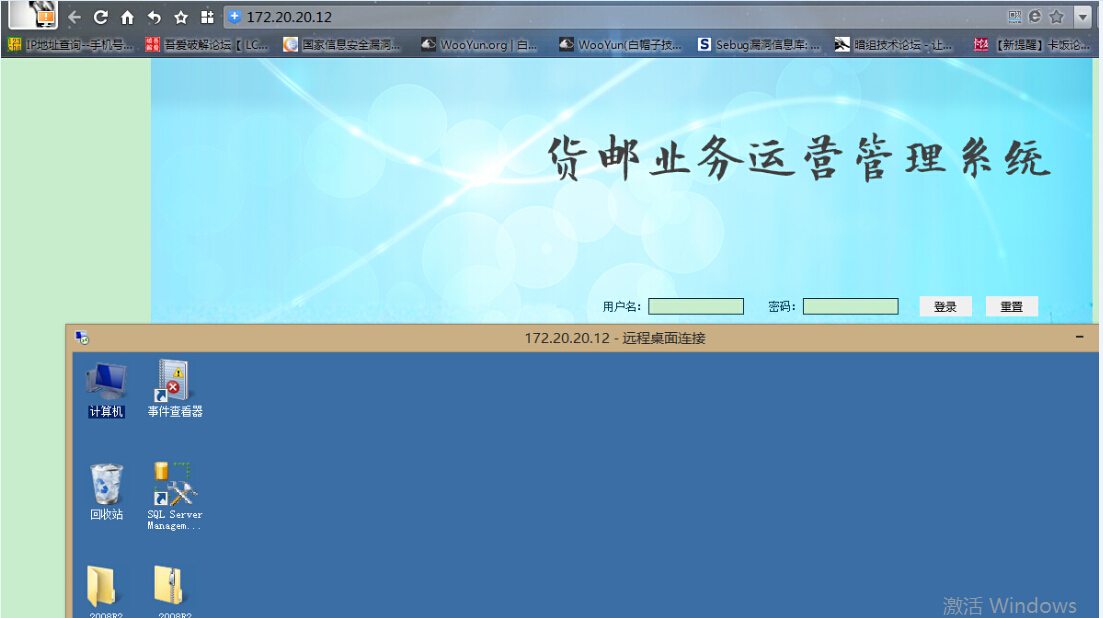 172.20.20.12
IP地址查询--手机号... 吾爱破解论坛【LC... 国家信息安全漏洞... WooYun.org | 白... WooYun(白帽子技... Sebug漏洞信息库: ... 暗组技术论坛 - 让... 【新提醒】卡饭论...
货邮业务运营管理系统
用户名: 密码: 登录 重置
172.20.20.12 - 远程桌面连接
计算机 事件查看器
回收站 SQL Server
Managem...
2008R2 2008R2
激活 Windows